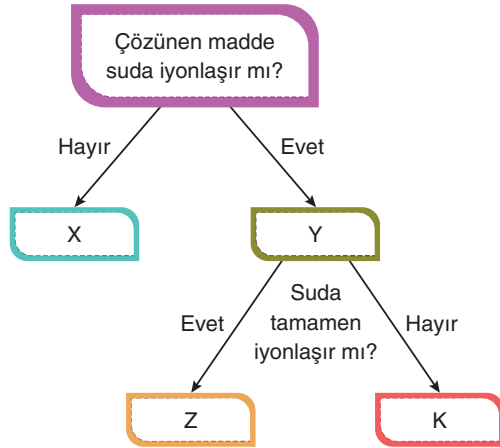 Çözünen madde
suda iyonlaşır mı?
Hayır
Evet
X
Y
Evet
Suda
tamamen
iyonlaşır mı?
Hayır
Z
K